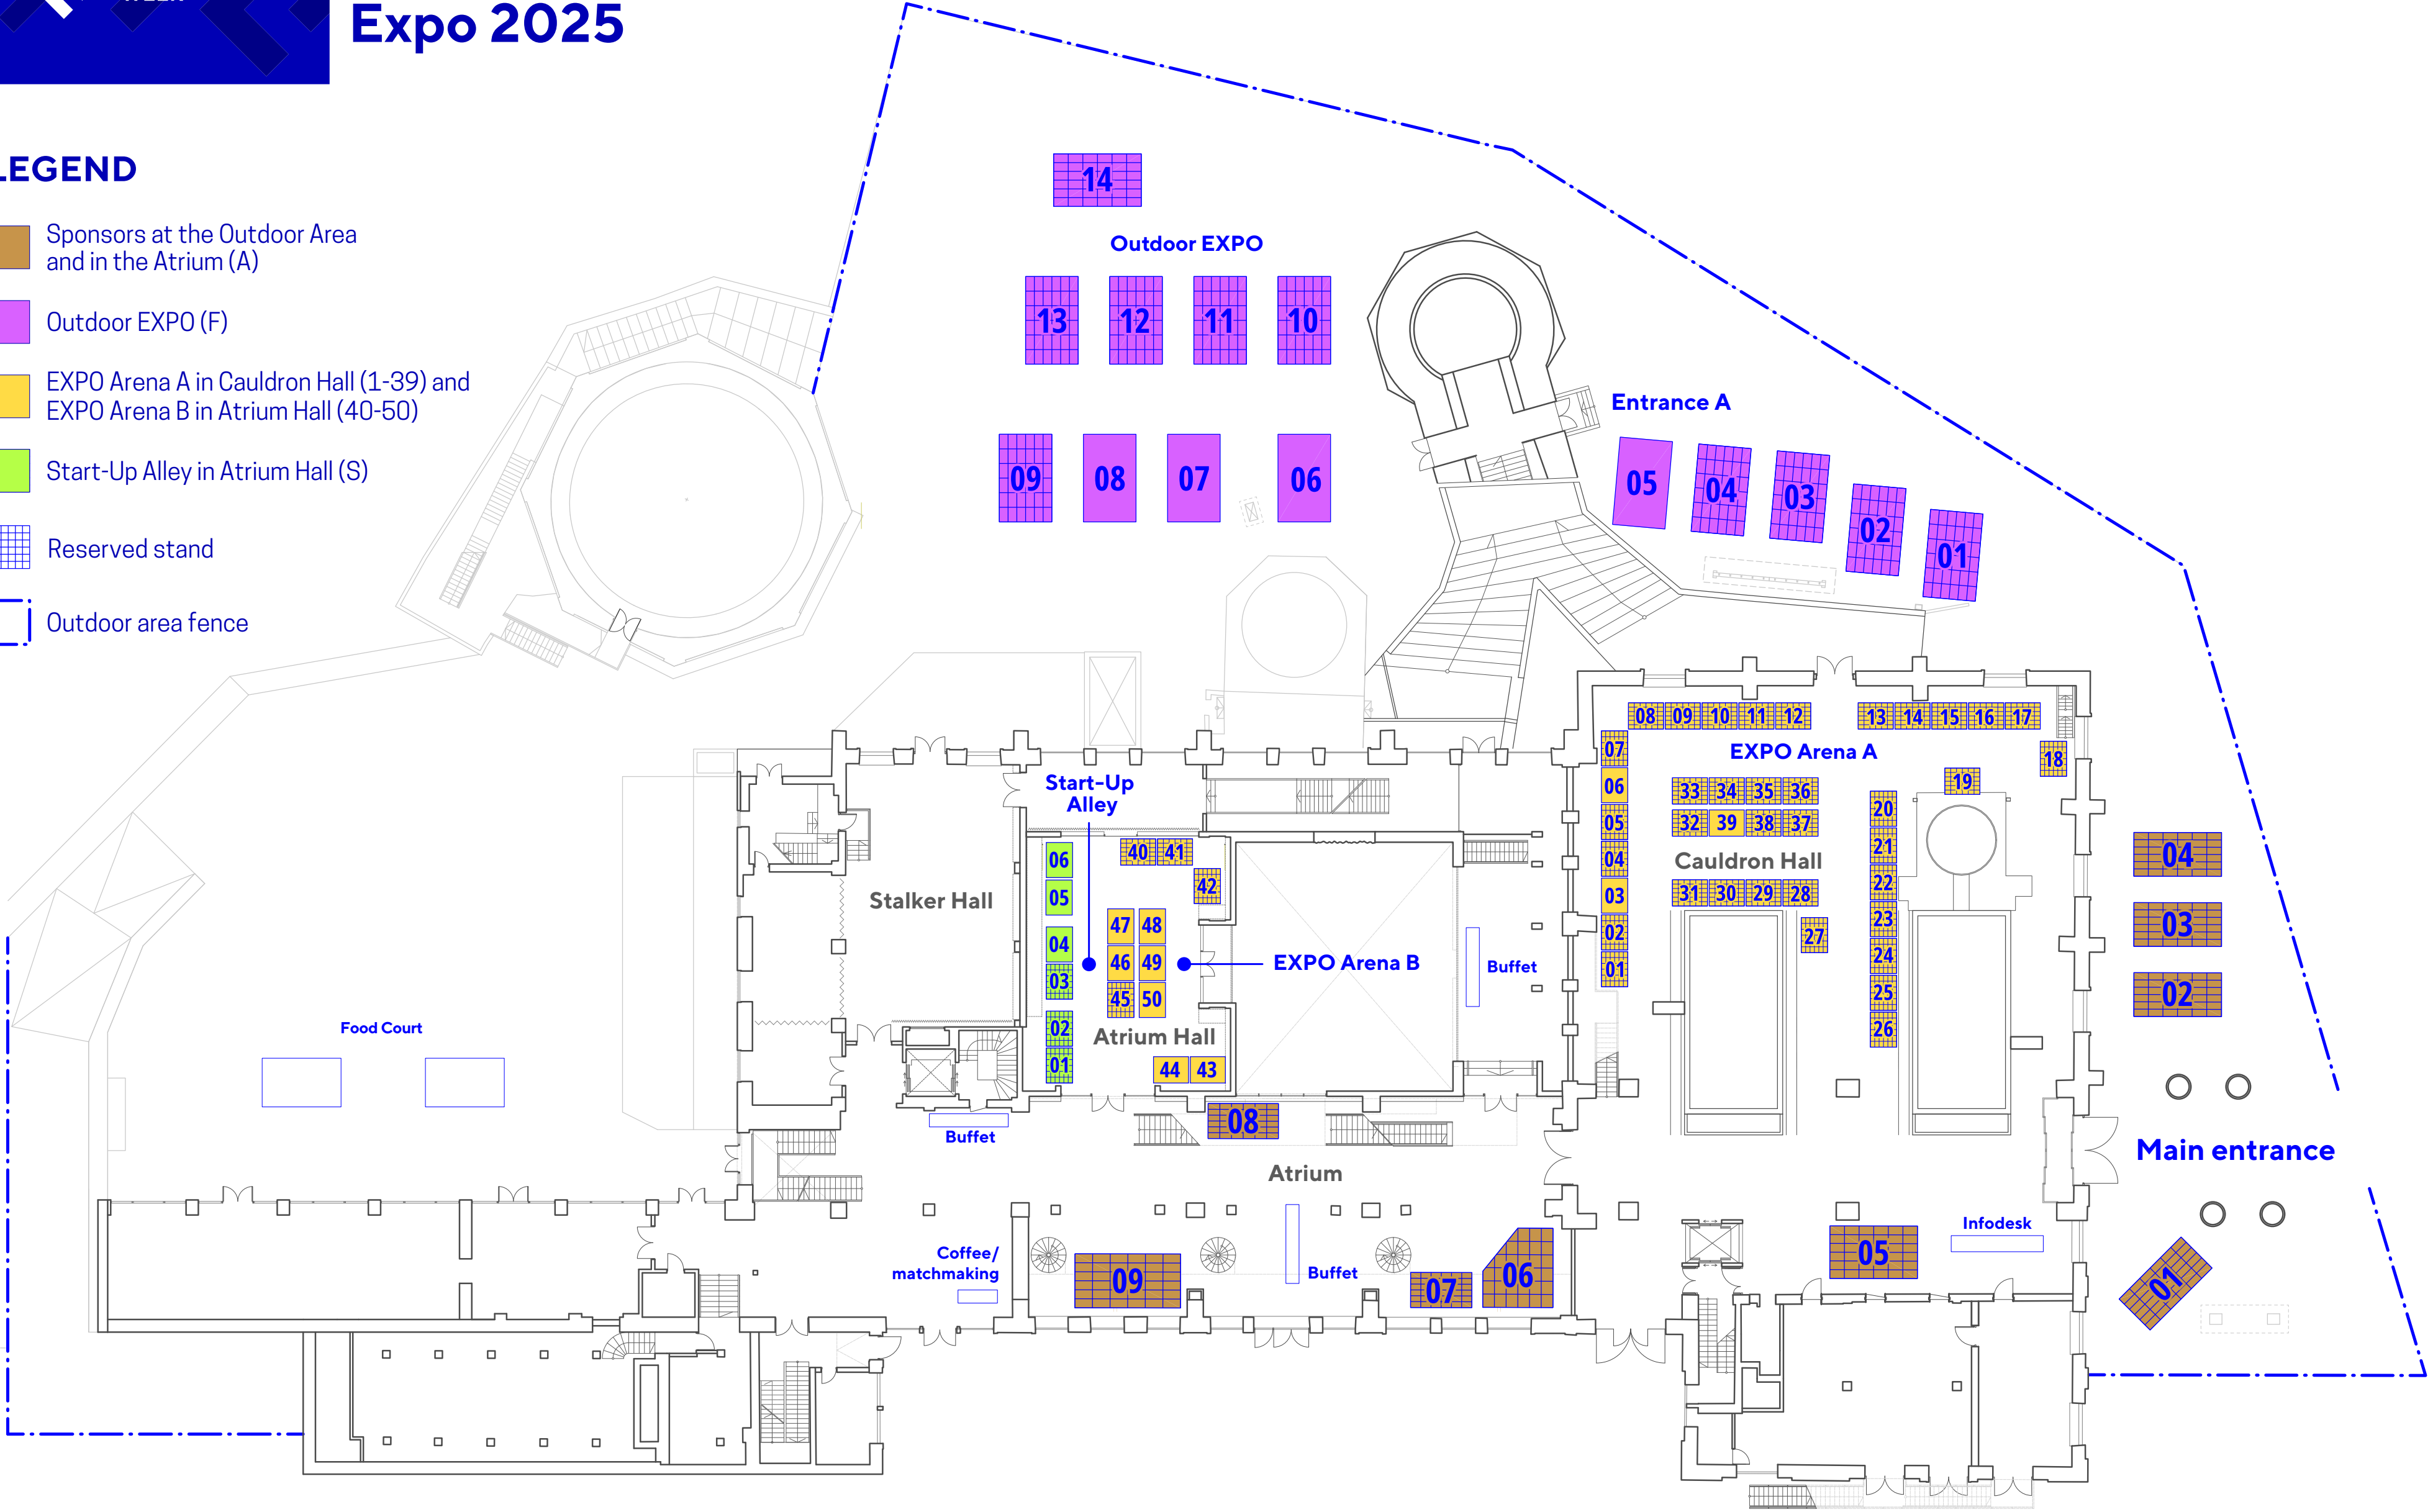 Expo 2025
LEGEND
Sponsors at the Outdoor Area
and in the Atrium (A)
Outdoor EXPO (F)
EXPO Arena A in Cauldron Hall (1-39) and
EXPO Arena B in Atrium Hall (40-50)
Start-Up Alley in Atrium Hall (S)
Reserved stand
Outdoor area fence
14
Outdoor EXPO
13 12 11 10
09 08 07 06
Entrance A
05 04 03 02 01
08 09 10 11 12 13 14 15 16 17
EXPO Arena A
07 06 05 04 03 02 01
18
19
33 34 35 36
32 39 38 37
Cauldron Hall
31 30 29 28
27
20 21 22 23 24 25 26
04
03
02
Start-Up
Alley
06 05 04 03 02 01
40 41
42
47 48
46 49
45 50
Atrium Hall
44 43
EXPO Arena B
Stalker Hall
Buffet
Food Court
Buffet
08
Atrium
Main entrance
Coffee/
matchmaking
09
Buffet
07
06
05
Infodesk
01